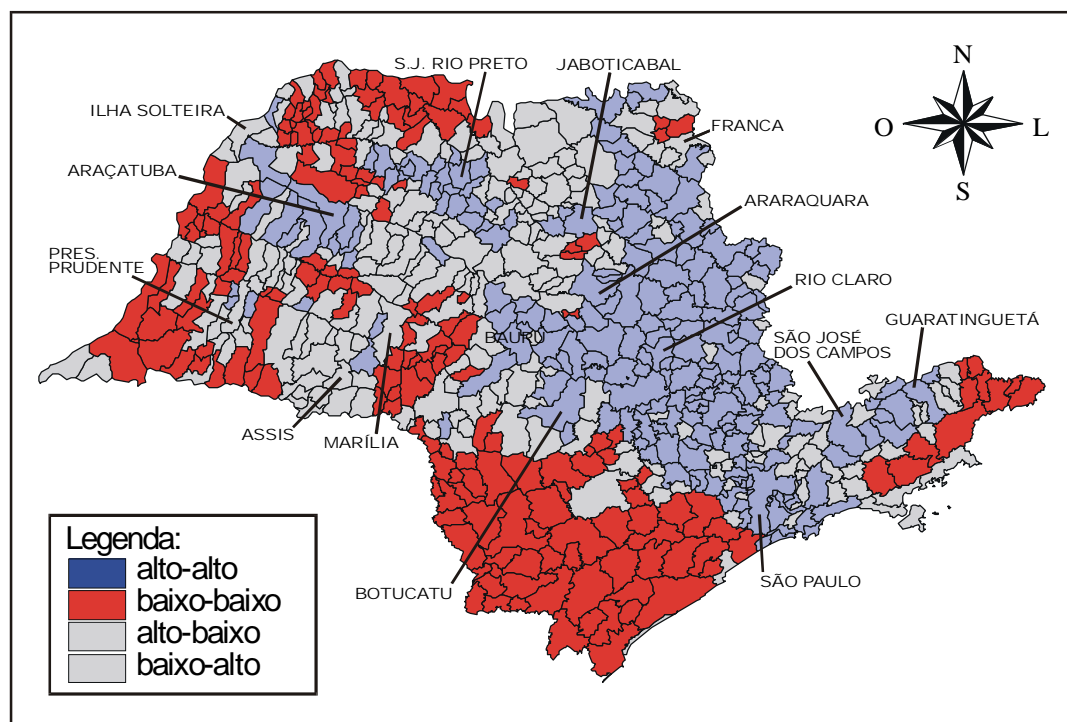 S.J. RIO PRETO
JABOTICABAL
N
ILHA SOLTEIRA
FRANCA
O
L
ARAÇATUBA
S
ARARAQUARA
PRES.
PRUDENTE
RIO CLARO
GUARATINGUETÁ
SÃO JOSÉ
DOS CAMPOS
BAURU
ASSIS
MARÍLIA
Legenda:
alto-alto
baixo-baixo
alto-baixo
baixo-alto
BOTUCATU
SÃO PAULO